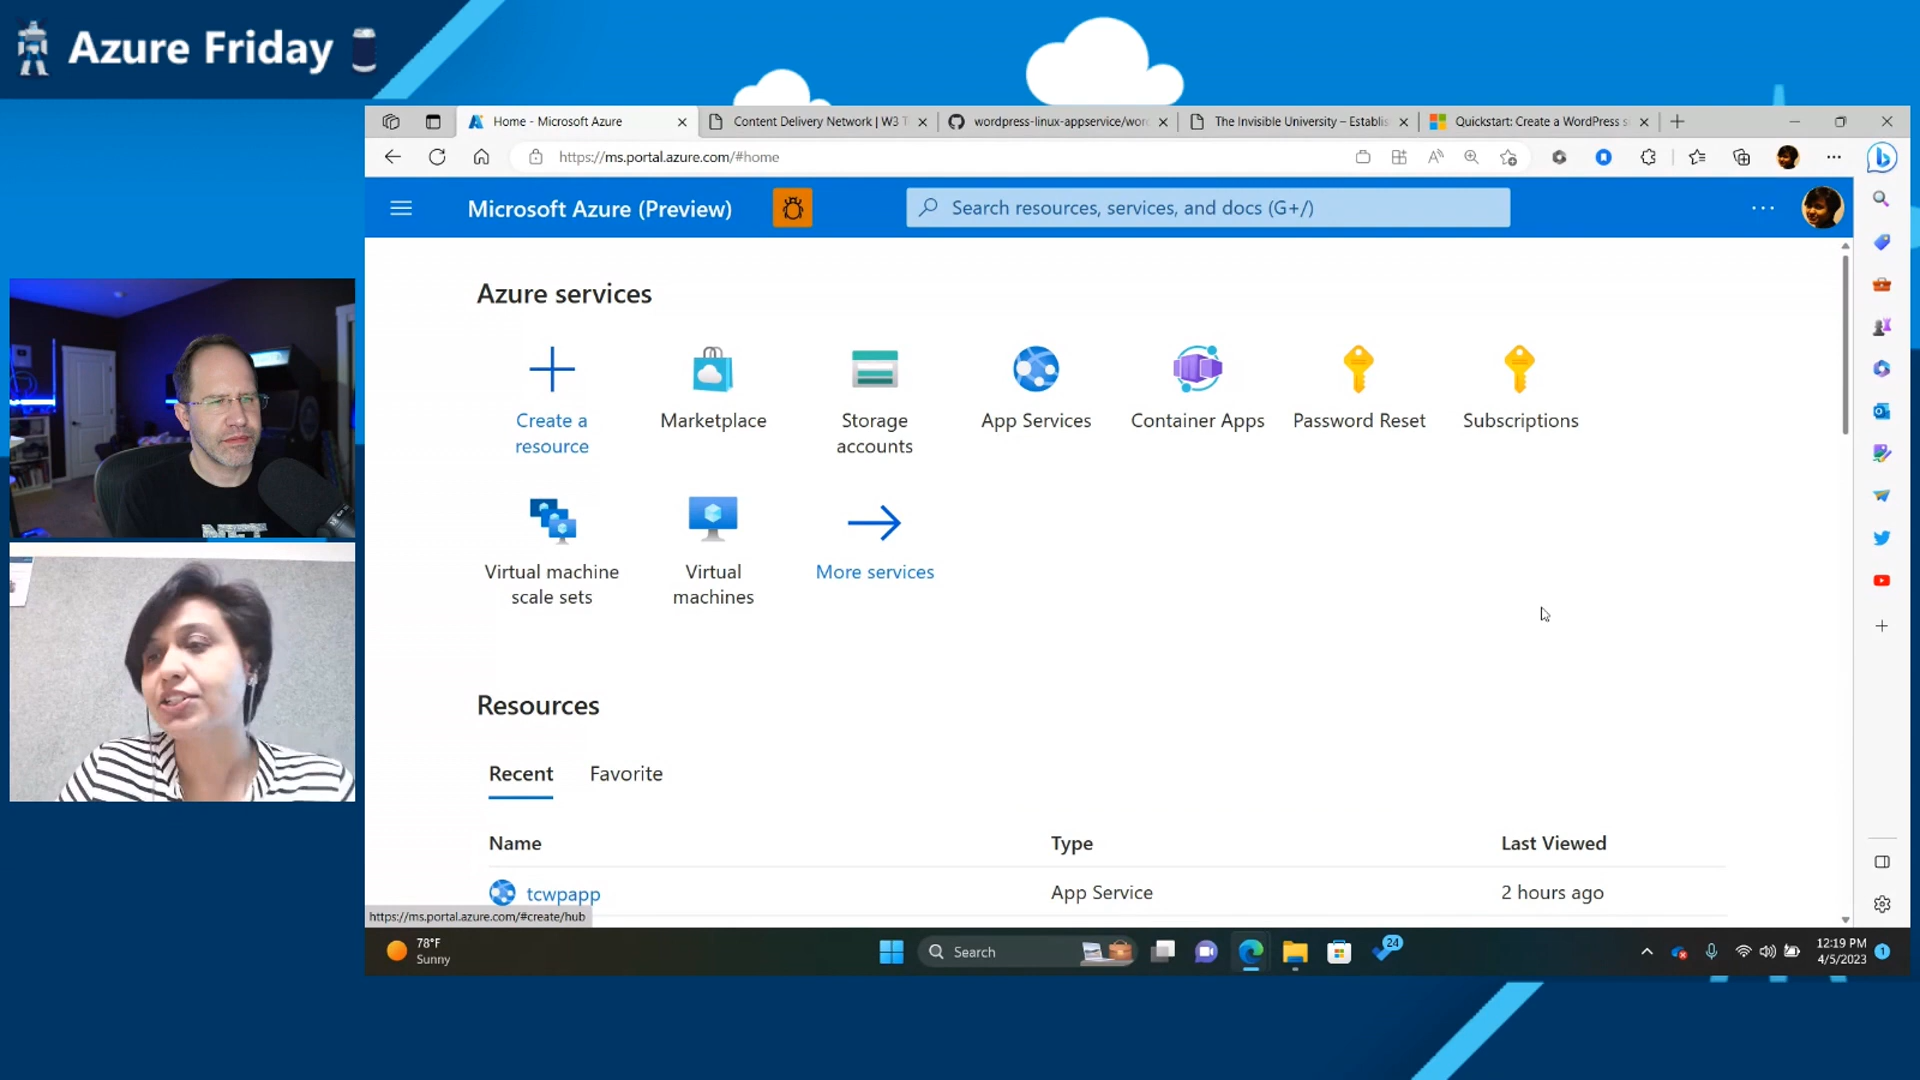 Azure Friday
Home - Microsoft Azure
Content Delivery Network | W3 T
wordpress-linux-appservice/wor
The Invisible University – Establis
Quickstart: Create a WordPress s
https://ms.portal.azure.com/#home
Microsoft Azure (Preview)
Search resources, services, and docs (G+/)
Azure services
Create a
resource
Marketplace
Storage
accounts
App Services
Container Apps
Password Reset
Subscriptions
Virtual machine
scale sets
Virtual
machines
More services
Resources
Recent
Favorite
Name
Type
Last Viewed
tcwpapp
App Service
2 hours ago
https://ms.portal.azure.com/#create/hub
78°F
Sunny
Search
24
12:19 PM
4/5/2023
1